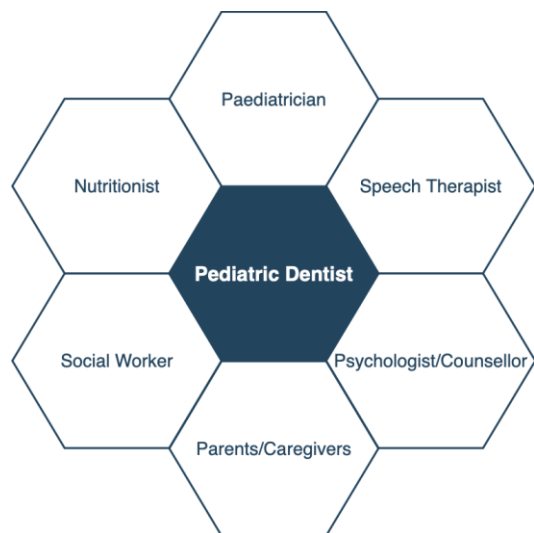 Paediatrician
Nutritionist
Speech Therapist
Pediatric Dentist
Social Worker
Psychologist/Counsellor
Parents/Caregivers